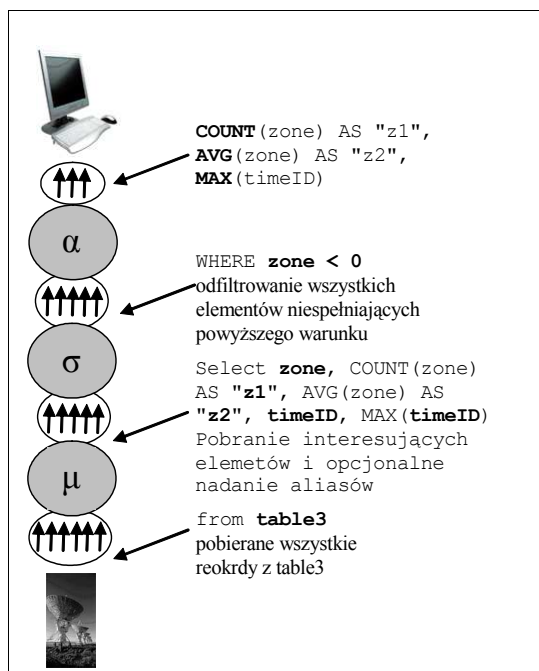 COUNT(zone) AS "z1",
AVG(zone) AS "z2",
MAX(timeID)
α
WHERE zone < 0
odfiltrowanie wszystkich
elementów niespełniających
powyższego warunku
σ
Select zone, COUNT(zone)
AS "z1", AVG(zone) AS
"z2", timeID, MAX(timeID)
Pobranie interesujących
elemetów i opcjonalne
nadanie aliasów
μ
from table3
pobierane wszystkie
reokrdy z table3